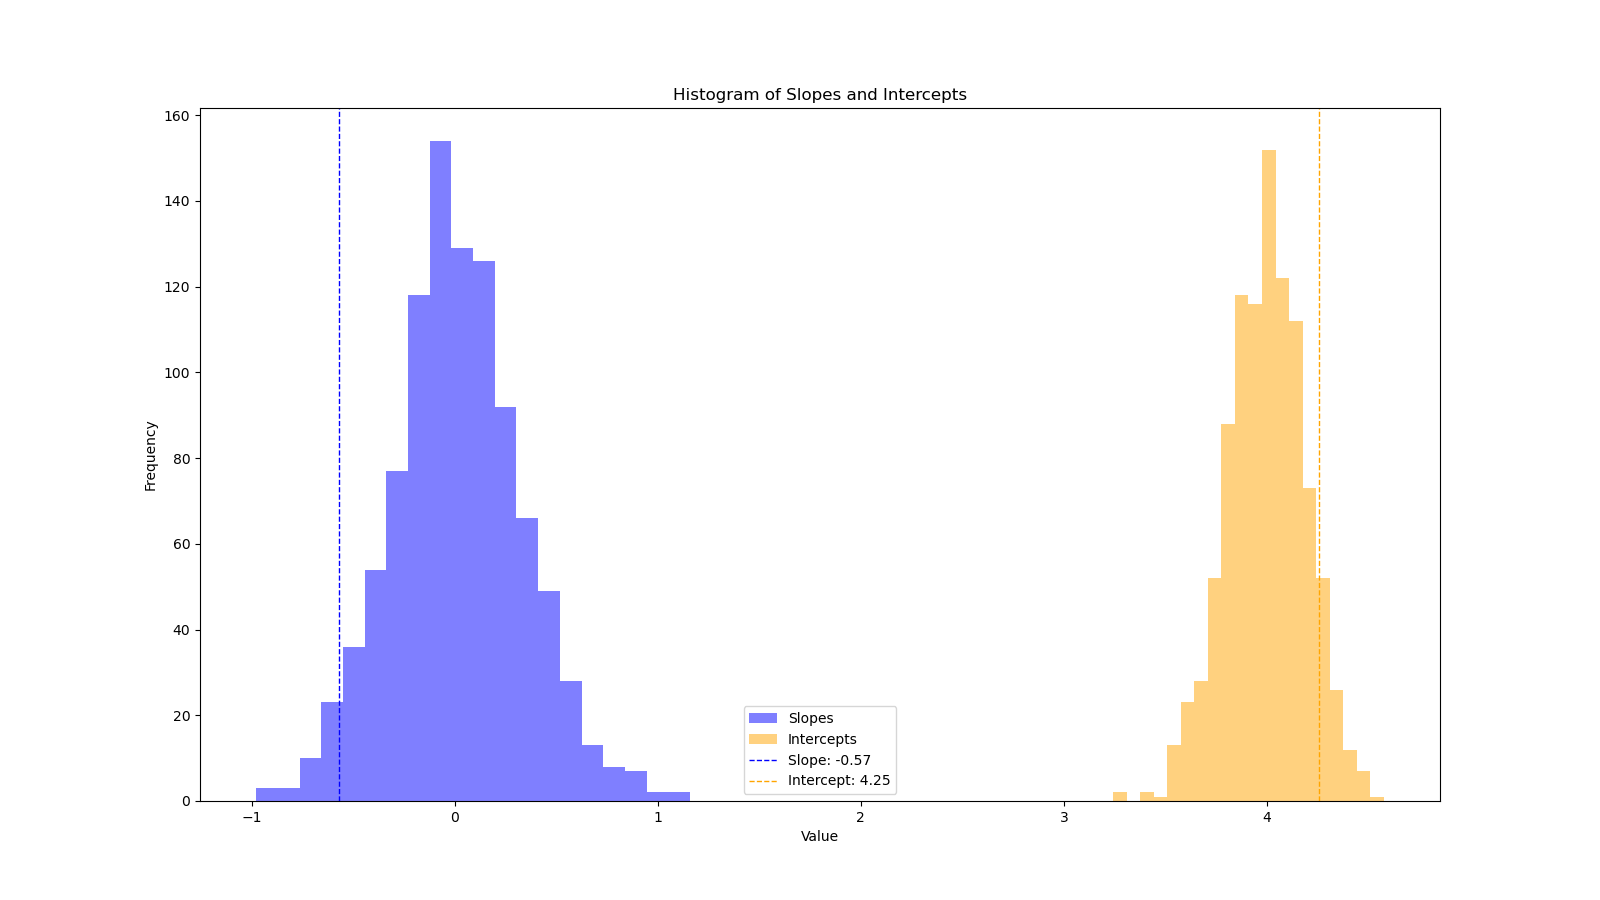 Histogram of Slopes and Intercepts
160
140
120
100
80
60
40
20
0
Frequency
−1
0
1
2
3
4
Value
Slopes
Intercepts
Slope: -0.57
Intercept: 4.25